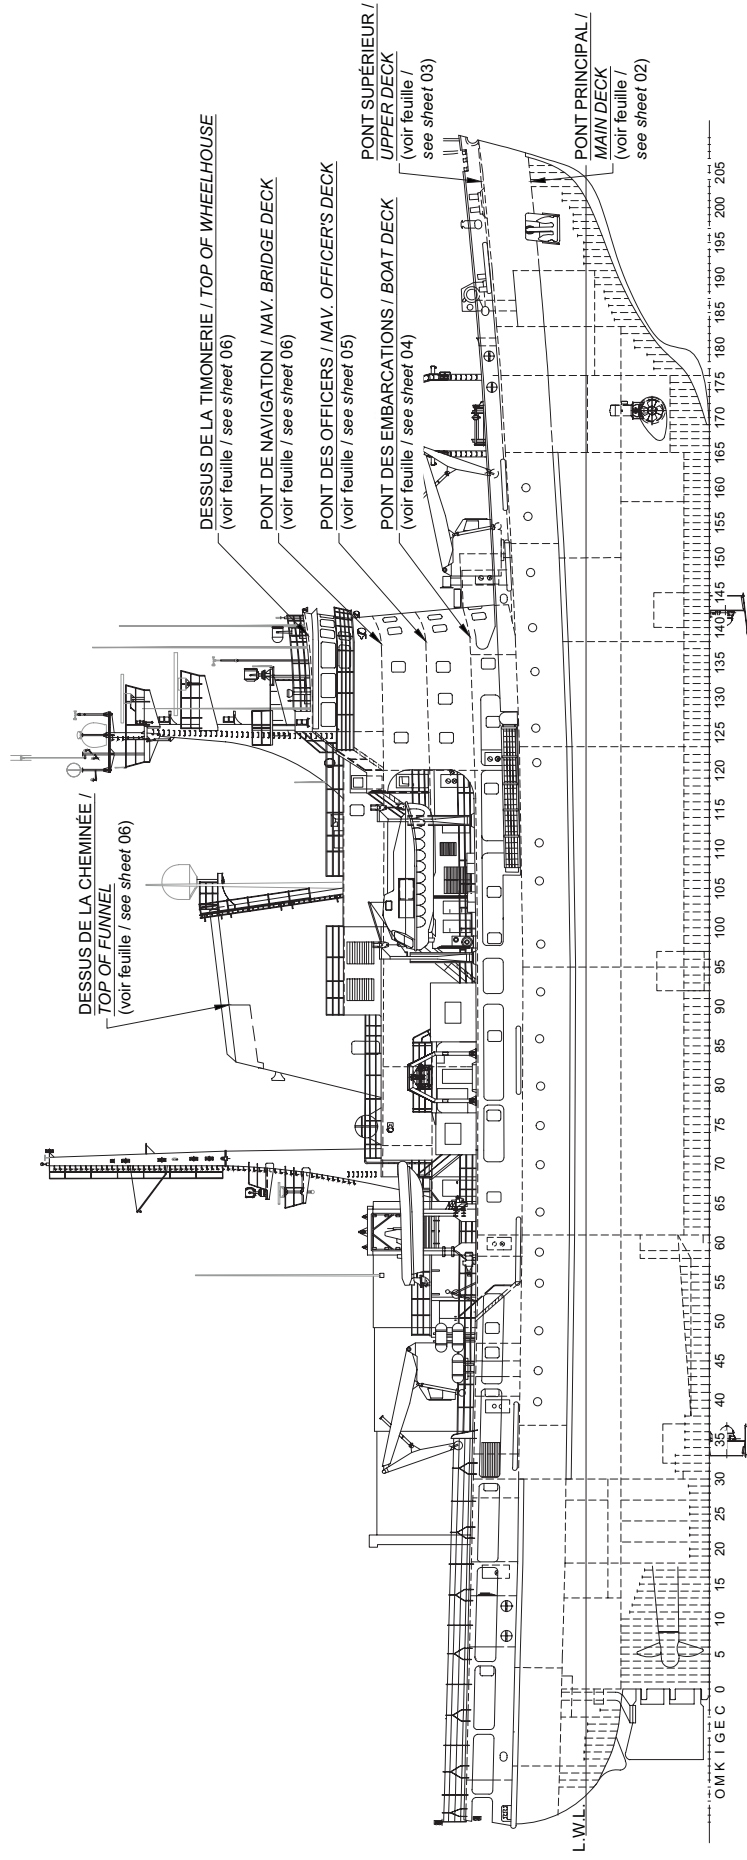 DESSUS DE LA CHEMINÉE /
TOP OF FUNNEL
(voir feuille / see sheet 06)
DESSUS DE LA TIMONERIE / TOP OF WHEELHOUSE
(voir feuille / see sheet 06)
PONT DE NAVIGATION / NAV. BRIDGE DECK
(voir feuille / see sheet 06)
PONT DES OFFICERS / NAV. OFFICER'S DECK
(voir feuille / see sheet 05)
PONT DES EMBARCATIONS / BOAT DECK
(voir feuille / see sheet 04)
PONT SUPÉRIEUR /
UPPER DECK
(voir feuille /
see sheet 03)
PONT PRINCIPAL /
MAIN DECK
(voir feuille /
see sheet 02)
L.W.L.
O M K I G E C 0 5 10 15 20 25 30 35 40 45 50 55 60 65 70 75 80 85 90 95 100 105 110 115 120 125 130 135 140 145 150 155 160 165 170 175 180 185 190 195 200 205